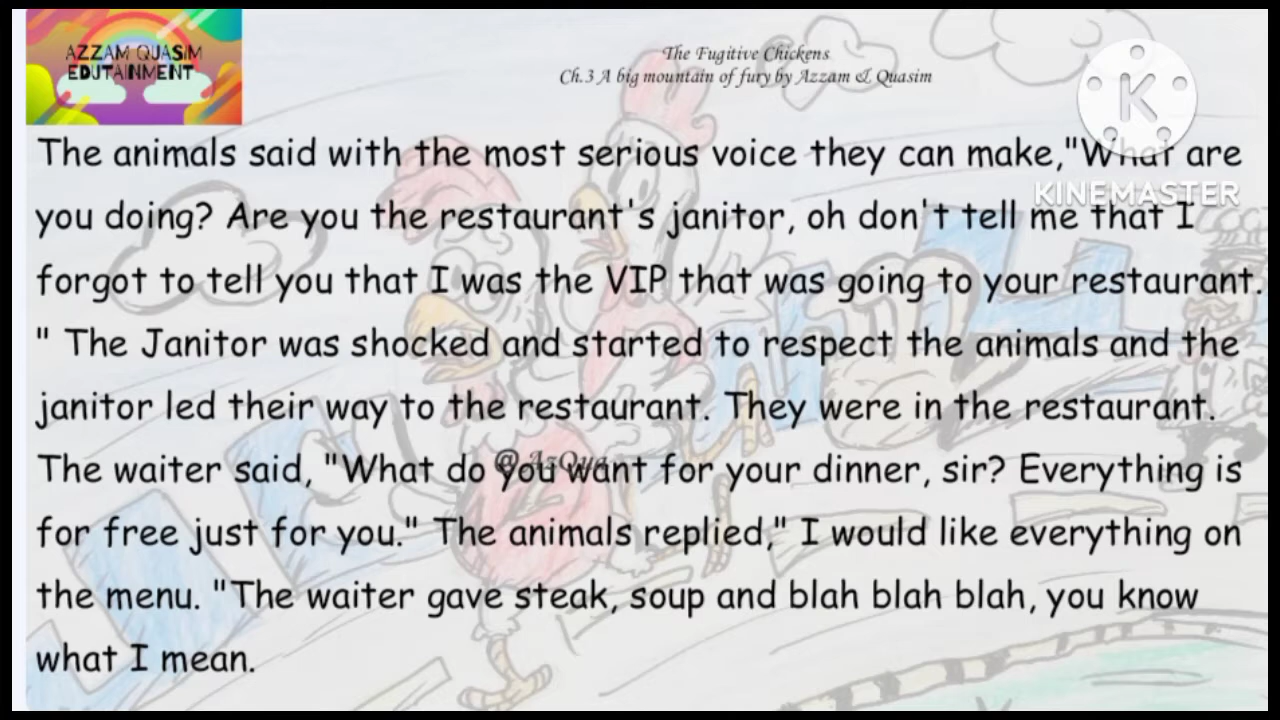 AZZAM QUASIM
EDUTAINMENT
The Fugitive Chickens
Ch.3 A big mountain of fury by Azzam & Quasim
K
KINEMASTER
The animals said with the most serious voice they can make,"What are
you doing? Are you the restaurant's janitor, oh don't tell me that I
forgot to tell you that I was the VIP that was going to your restaurant.
" The Janitor was shocked and started to respect the animals and the
janitor led their way to the restaurant. They were in the restaurant.
The waiter said, "What do you want for your dinner, sir? Everything is
for free just for you." The animals replied," I would like everything on
the menu. "The waiter gave steak, soup and blah blah blah, you know
what I mean.